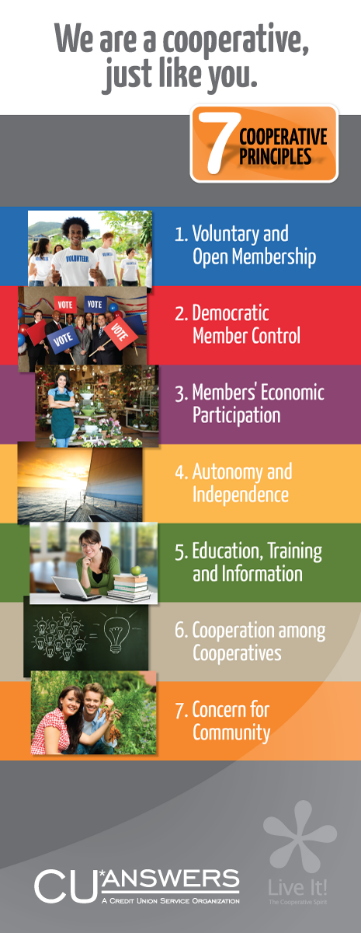 We are a cooperative,
just like you.
7 COOPERATIVE
PRINCIPLES
1. Voluntary and
Open Membership
VOLUNTEER
2. Democratic
Member Control
VOTE
VOTE
VOTE
VOTE
3. Members' Economic
Participation
4. Autonomy and
Independence
5. Education, Training
and Information
6. Cooperation among
Cooperatives
7. Concern for
Community
CU*ANSWERS
A CREDIT UNION SERVICE ORGANIZATION
Live It!
The Cooperative Spirit